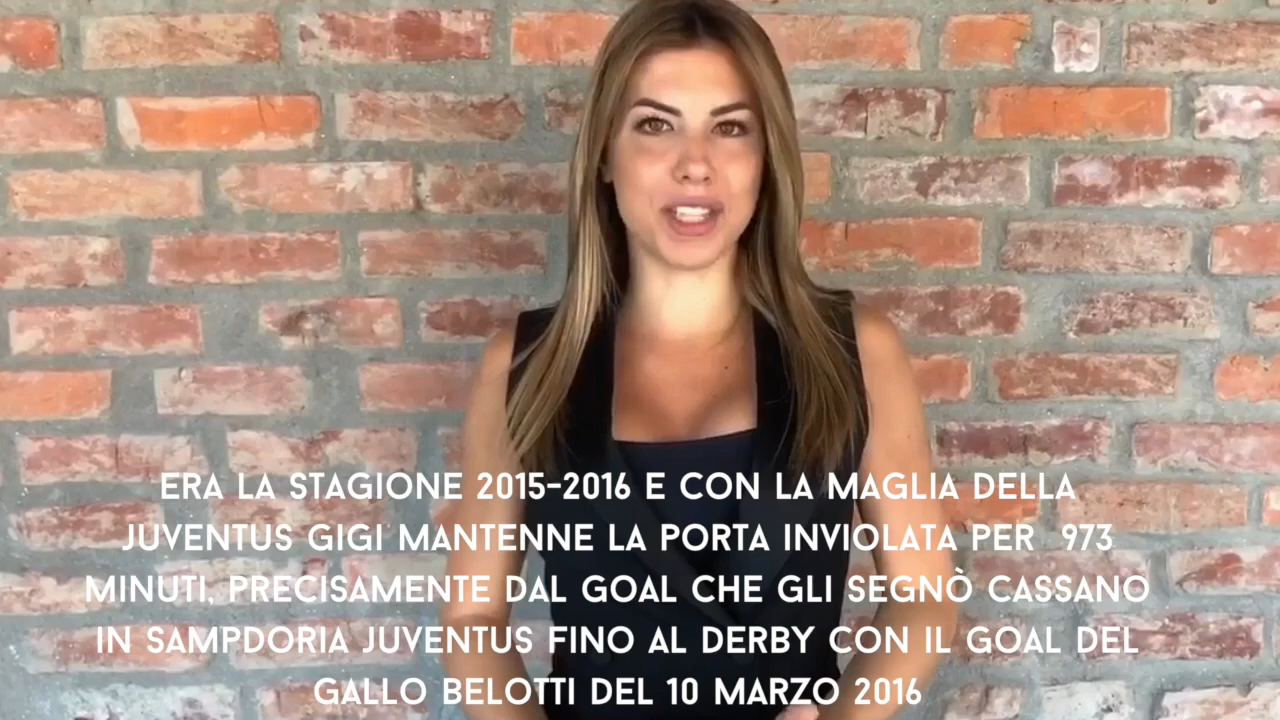 ERA LA STAGIONE 2015-2016 E CON LA MAGLIA DELLA
JUVENTUS GIGI MANTENNE LA PORTA INVIOLATA PER 973
MINUTI, PRECISAMENTE DAL GOAL CHE GLI SEGNÒ CASSANO
IN SAMPDORIA JUVENTUS FINO AL DERBY CON IL GOAL DEL
GALLO BELOTTI DEL 10 MARZO 2016